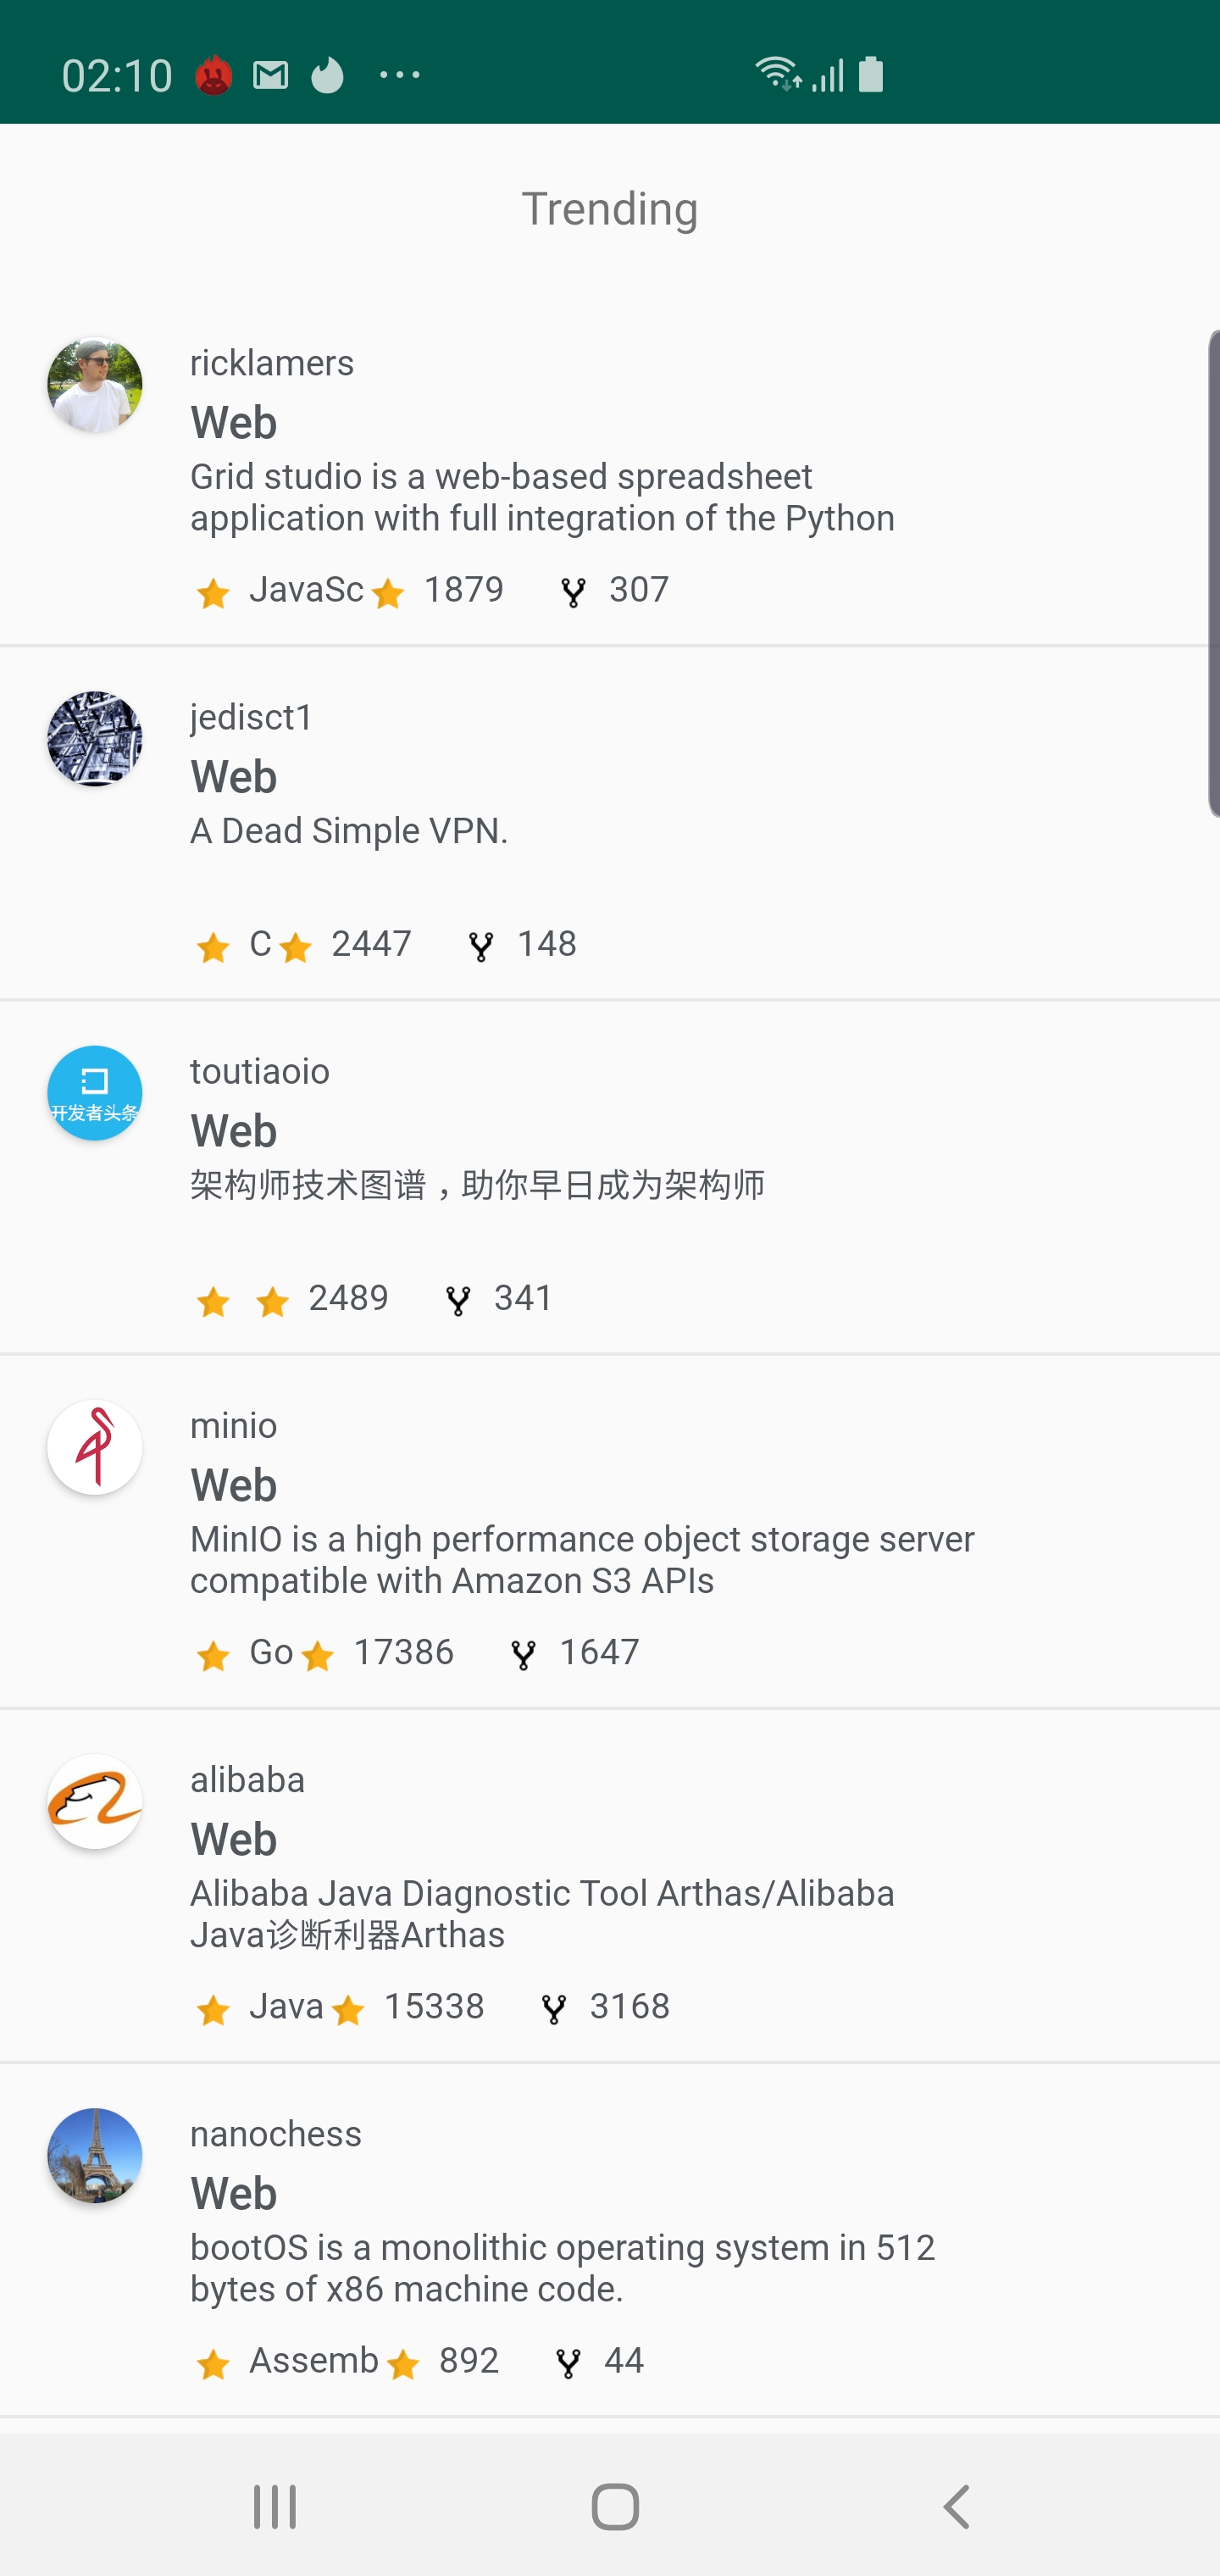 02:10
Trending
ricklamers
Web
Grid studio is a web-based spreadsheet
application with full integration of the Python
JavaSc 1879 307
jedisct1
Web
A Dead Simple VPN.
C 2447 148
开发者头条
toutiaoio
Web
架构师技术图谱，助你早日成为架构师
2489 341
minio
Web
MinIO is a high performance object storage server
compatible with Amazon S3 APIs
Go 17386 1647
alibaba
Web
Alibaba Java Diagnostic Tool Arthas/Alibaba
Java诊断利器Arthas
Java 15338 3168
nanochess
Web
bootOS is a monolithic operating system in 512
bytes of x86 machine code.
Assemb 892 44